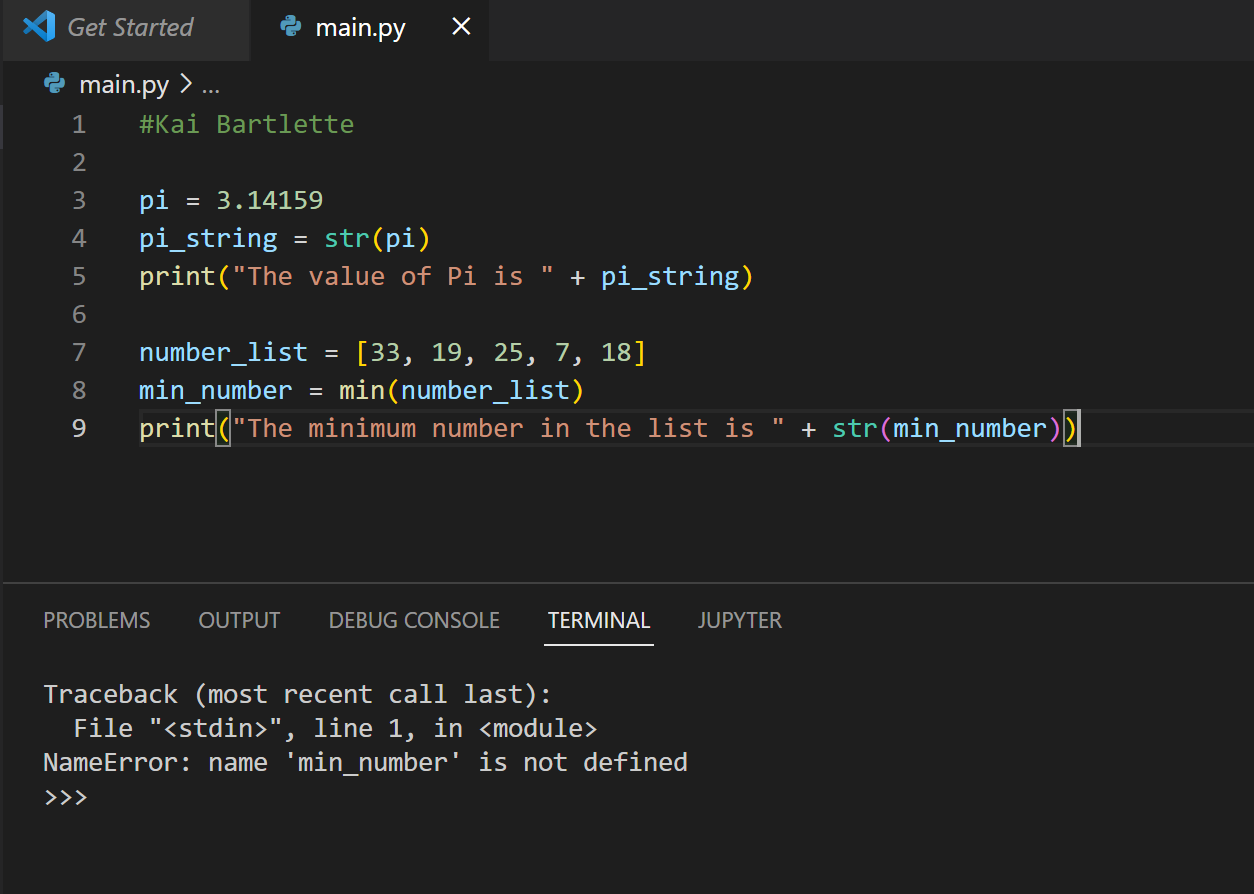 Get Started main.py ×
main.py > ...
1 #Kai Bartlette
2
3 pi = 3.14159
4 pi_string = str(pi)
5 print("The value of Pi is " + pi_string)
6
7 number_list = [33, 19, 25, 7, 18]
8 min_number = min(number_list)
9 print("The minimum number in the list is " + str(min_number))
PROBLEMS OUTPUT DEBUG CONSOLE TERMINAL JUPYTER
Traceback (most recent call last):
  File "<stdin>", line 1, in <module>
NameError: name 'min_number' is not defined
>>>